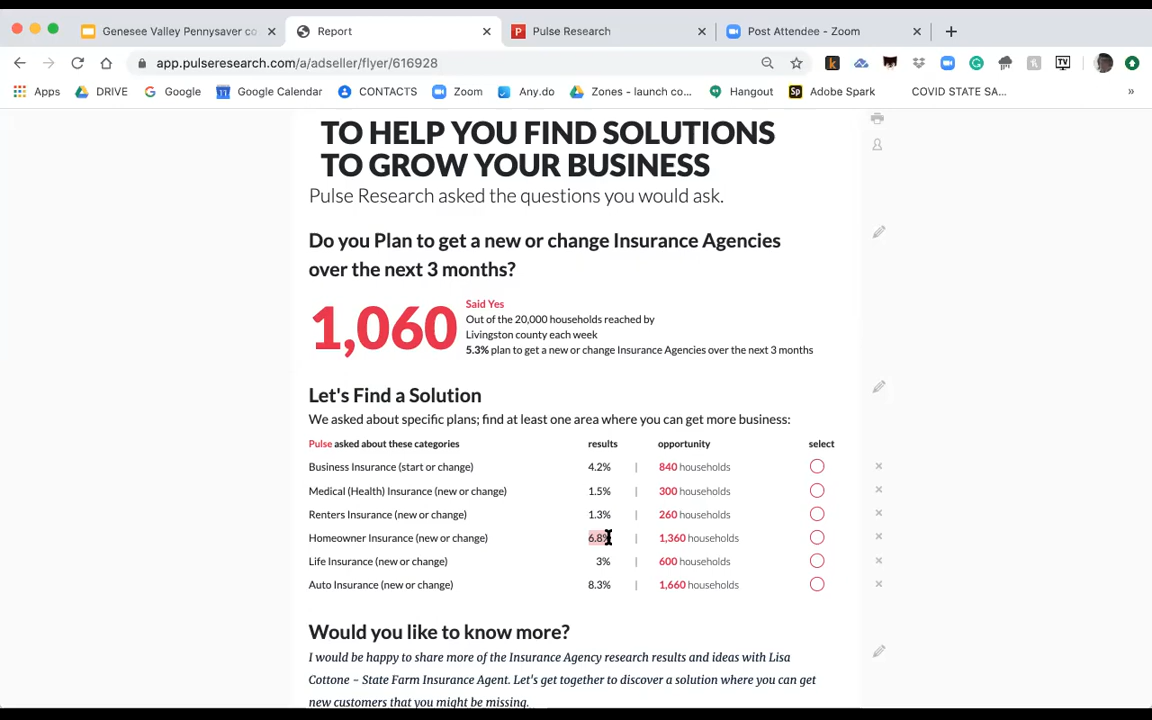 Genesee Valley Pennysaver co
Report
Pulse Research
Post Attendee - Zoom
app.pulseresearch.com/a/adseller/flyer/616928
Apps DRIVE Google Google Calendar CONTACTS Zoom Any.do Zones - launch co... Hangout Adobe Spark COVID STATE SA... »
TO HELP YOU FIND SOLUTIONS
TO GROW YOUR BUSINESS
Pulse Research asked the questions you would ask.
Do you Plan to get a new or change Insurance Agencies
over the next 3 months?
1,060
Said Yes
Out of the 20,000 households reached by
Livingston county each week
5.3% plan to get a new or change Insurance Agencies over the next 3 months
Let's Find a Solution
We asked about specific plans; find at least one area where you can get more business:
Pulse asked about these categories results opportunity select
Business Insurance (start or change) 4.2% | 840 households
Medical (Health) Insurance (new or change) 1.5% | 300 households
Renters Insurance (new or change) 1.3% | 260 households
Homeowner Insurance (new or change) 6.8% | 1,360 households
Life Insurance (new or change) 3% | 600 households
Auto Insurance (new or change) 8.3% | 1,660 households
Would you like to know more?
I would be happy to share more of the Insurance Agency research results and ideas with Lisa
Cottone - State Farm Insurance Agent. Let's get together to discover a solution where you can get
new customers that you might be missing.